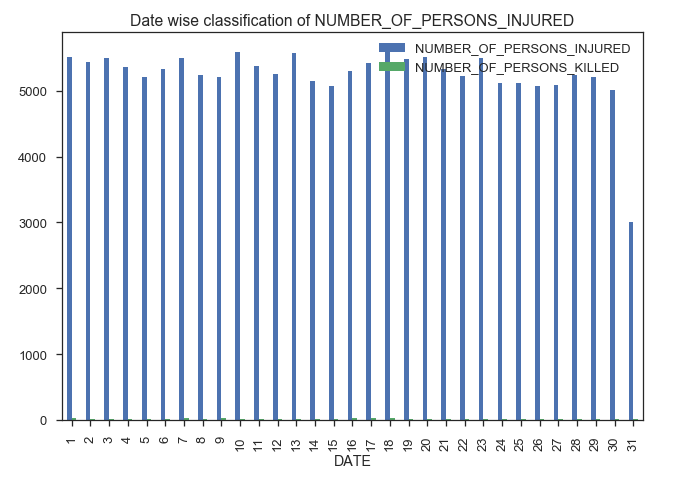 Date wise classification of NUMBER_OF_PERSONS_INJURED
NUMBER_OF_PERSONS_INJURED
NUMBER_OF_PERSONS_KILLED
5000
4000
3000
2000
1000
0
1 2 3 4 5 6 7 8 9 10 11 12 13 14 15 16 17 18 19 20 21 22 23 24 25 26 27 28 29 30 31
DATE